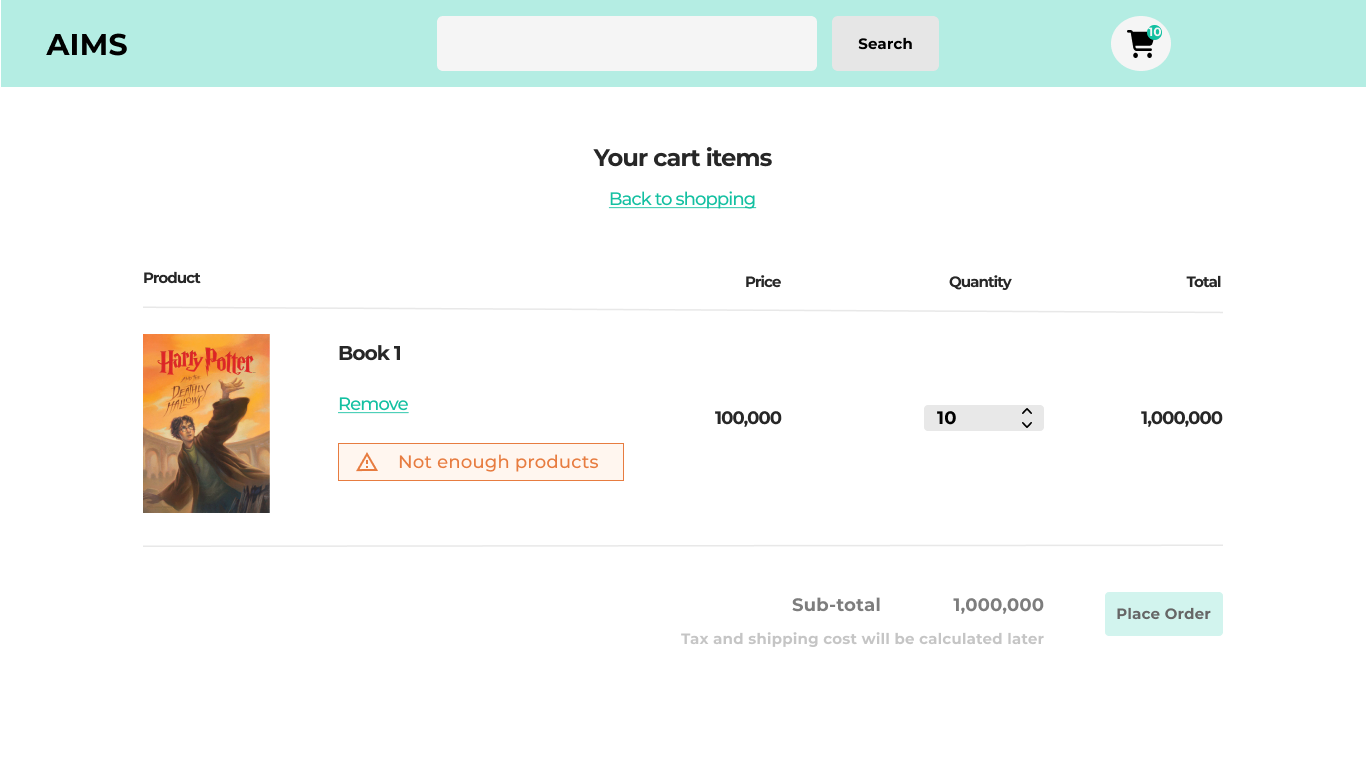 AIMS
Search
10
Your cart items
Back to shopping
Product
Price
Quantity
Total
Harry Potter
AND THE
DEATHLY
HALLOWS
Book 1
Remove
Not enough products
100,000
10
1,000,000
Sub-total
1,000,000
Tax and shipping cost will be calculated later
Place Order